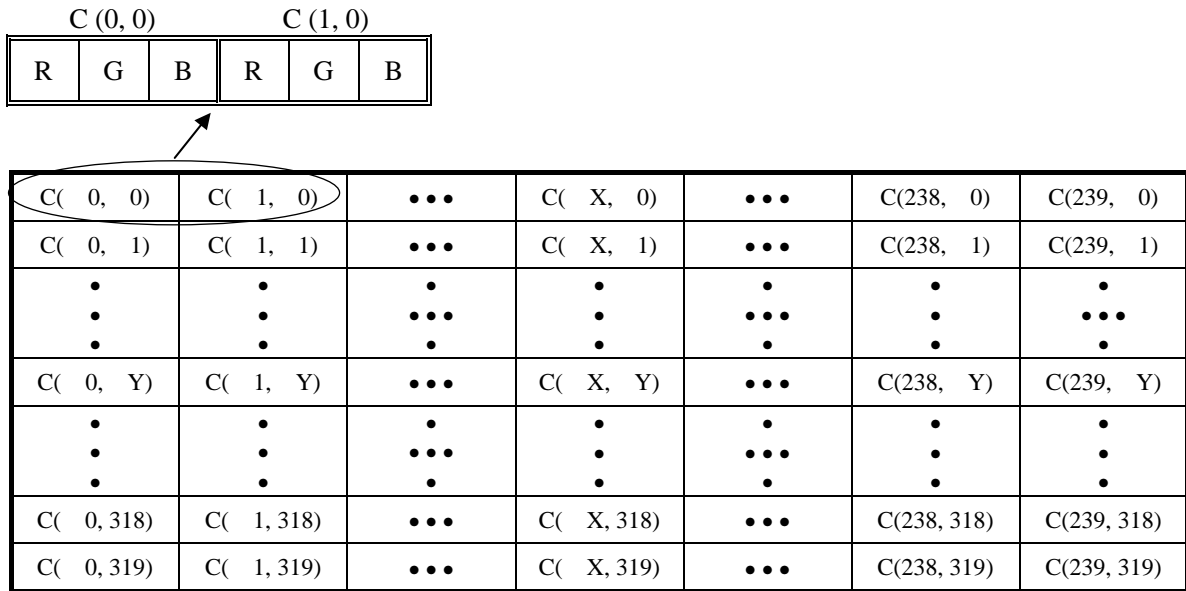 C (0, 0) C (1, 0)
R G B R G B
C( 0, 0) C( 1, 0) ••• C( X, 0) ••• C(238, 0) C(239, 0)
C( 0, 1) C( 1, 1) ••• C( X, 1) ••• C(238, 1) C(239, 1)
• • • • • • •
• • ••• • ••• • •••
• • • • • • •
C( 0, Y) C( 1, Y) ••• C( X, Y) ••• C(238, Y) C(239, Y)
• • • • • • •
• • ••• • ••• • •
• • • • • • •
C( 0, 318) C( 1, 318) ••• C( X, 318) ••• C(238, 318) C(239, 318)
C( 0, 319) C( 1, 319) ••• C( X, 319) ••• C(238, 319) C(239, 319)